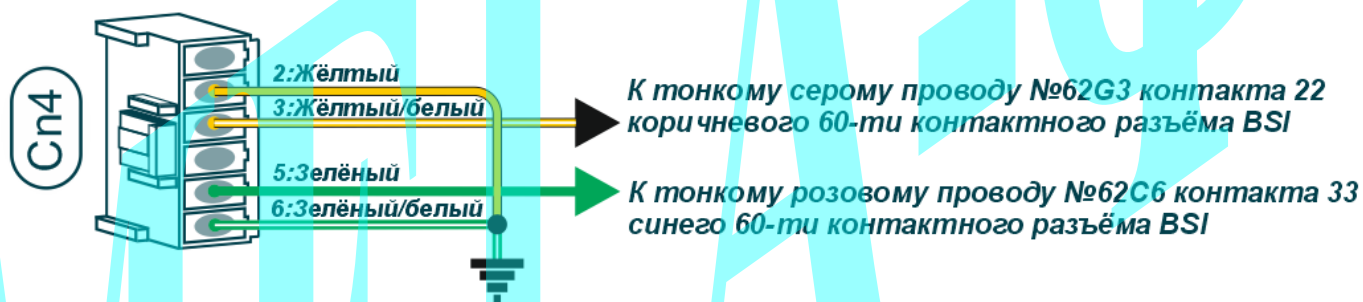 Cn4
2:Жёлтый
3:Жёлтый/белый
5:Зелёный
6:Зелёный/белый
К тонкому серому проводу №62G3 контакта 22
коричневого 60-ти контактного разъёма BSI
К тонкому розовому проводу №62C6 контакта 33
синего 60-ти контактного разъёма BSI